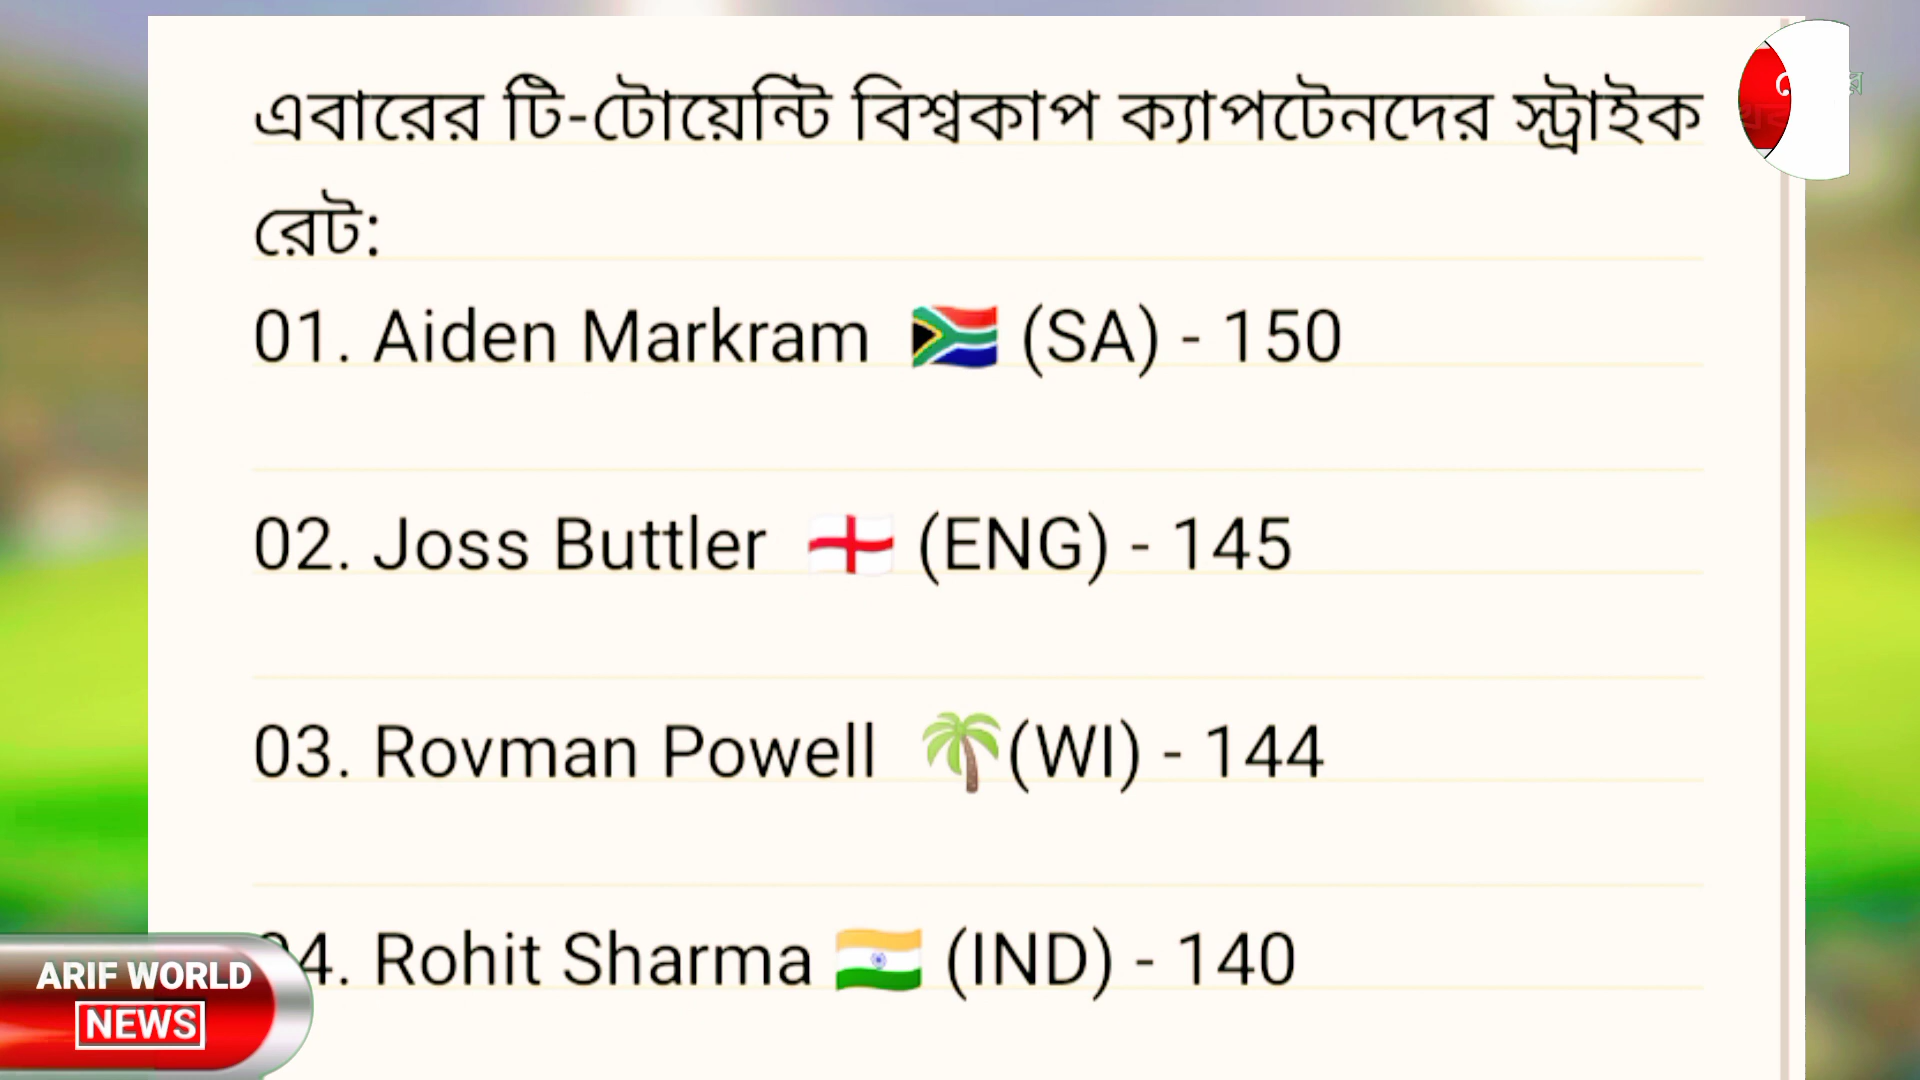 এবারের টি-টোয়েন্টি বিশ্বকাপ ক্যাপটেনদের স্ট্রাইক
রেট:
01. Aiden Markram 🇿🇦 (SA) - 150
02. Joss Buttler 🏴󠁧󠁢󠁥󠁮󠁧󠁿 (ENG) - 145
03. Rovman Powell 🌴(WI) - 144
04. Rohit Sharma 🇮🇳 (IND) - 140
ARIF WORLD
NEWS